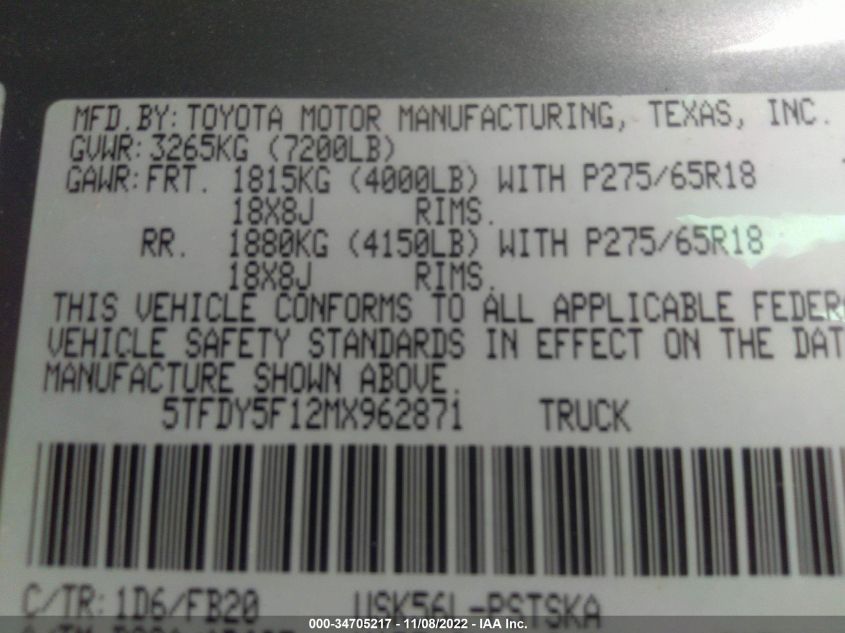 MFD.BY:TOYOTA MOTOR MANUFACTURING, TEXAS, INC.
GVWR:3265KG (7200LB)
GAWR:FRT. 1815KG (4000LB) WITH P275/65R18
18X8J RIMS.
RR. 1880KG (4150LB) WITH P275/65R18
18X8J RIMS.
THIS VEHICLE CONFORMS TO ALL APPLICABLE FEDERA
VEHICLE SAFETY STANDARDS IN EFFECT ON THE DAT
MANUFACTURE SHOWN ABOVE.
5TFDY5F12MX962871 TRUCK
C/TR:1D6/FB20 USK56L-PSTSKA
000-34705217 - 11/08/2022 - IAA Inc.